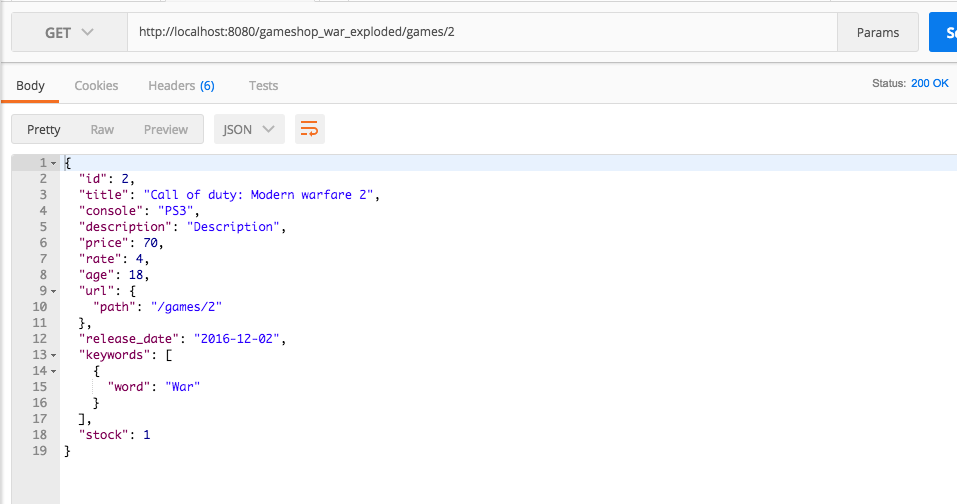 GET http://localhost:8080/gameshop_war_exploded/games/2 Params
Body Cookies Headers (6) Tests Status: 200 OK
Pretty Raw Preview JSON
1 {
2 "id": 2,
3 "title": "Call of duty: Modern warfare 2",
4 "console": "PS3",
5 "description": "Description",
6 "price": 70,
7 "rate": 4,
8 "age": 18,
9 "url": {
10 "path": "/games/2"
11 },
12 "release_date": "2016-12-02",
13 "keywords": [
14 {
15 "word": "War"
16 }
17 ],
18 "stock": 1
19 }